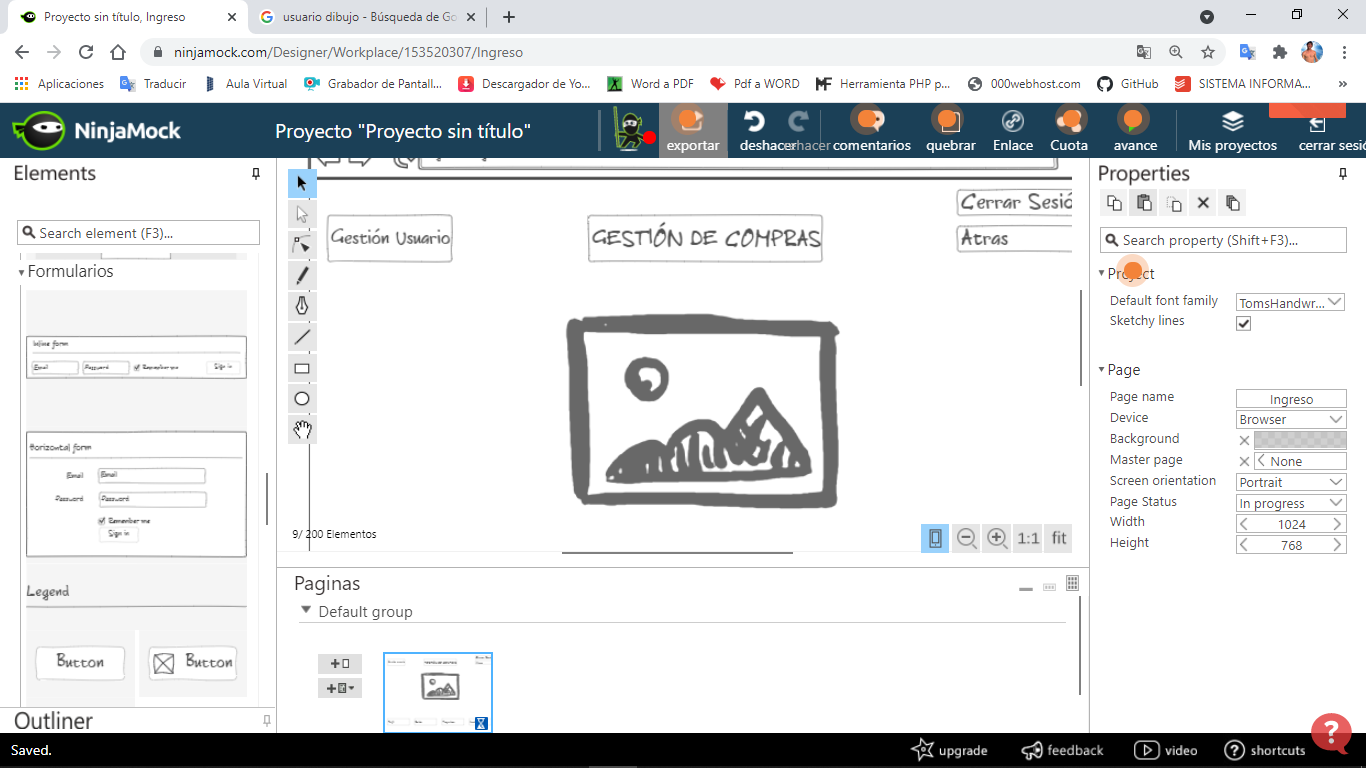 Proyecto sin título, Ingreso
usuario dibujo - Búsqueda de Go
ninjamock.com/Designer/Workplace/153520307/Ingreso
Aplicaciones Traducir Aula Virtual Grabador de Pantall... Descargador de Yo... Word a PDF Pdf a WORD Herramienta PHP p... 000webhost.com GitHub SISTEMA INFORMA... »
NinjaMock
Proyecto "Proyecto sin título"
exportar deshacer comentarios quebrar Enlace Cuota avance Mis proyectos cerrar sesi
Elements
Search element (F3)...
Formularios
Inline form
Email Password Remember me Sign in
Horizontal form
Email Email
Password Password
Remember me
Sign in
Legend
Button Button
Outliner
Gestión Usuario
GESTIÓN DE COMPRAS
Cerrar Sesió
Atras
9/ 200 Elementos
1:1 fit
Paginas
Default group
Properties
Search property (Shift+F3)...
Project
Default font family TomsHandwr...
Sketchy lines
Page
Page name Ingreso
Device Browser
Background
Master page None
Screen orientation Portrait
Page Status In progress
Width 1024
Height 768
Saved.
upgrade feedback video shortcuts
?